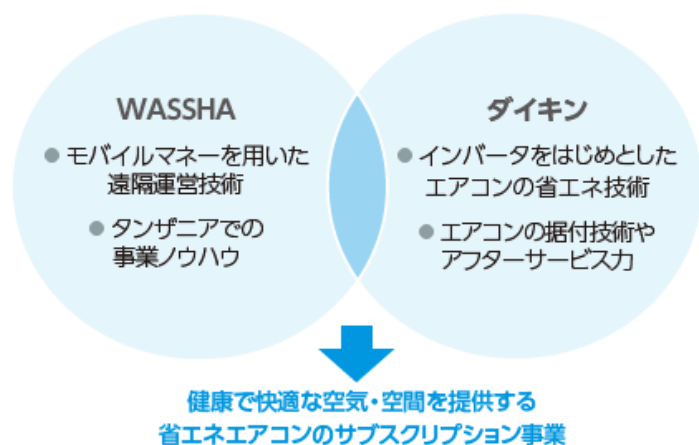 WASSHA
● モバイルマネーを用いた
遠隔運営技術
● タンザニアでの
事業ノウハウ
ダイキン
● インバータをはじめとした
エアコンの省エネ技術
● エアコンの据付技術や
アフターサービス力
健康で快適な空気・空間を提供する
省エネエアコンのサブスクリプション事業